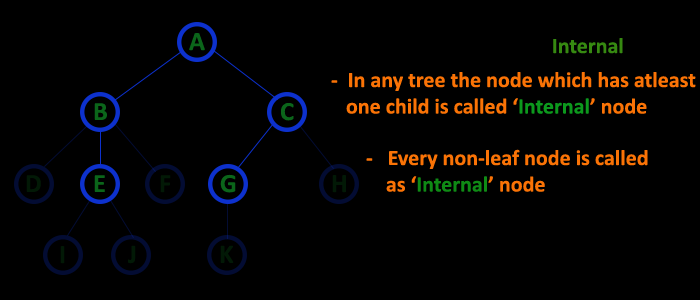 A
Internal
- In any tree the node which has atleast
one child is called ‘Internal’ node
B
C
- Every non-leaf node is called
as ‘Internal’ node
D
E
F
G
H
I
J
K